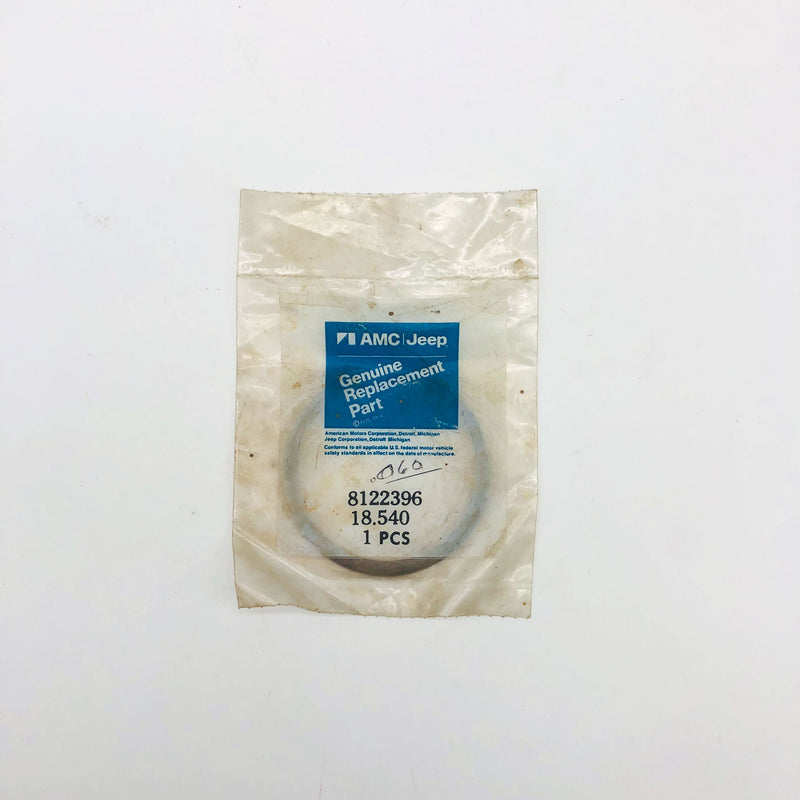 AMC Jeep
Genuine
Replacement
Part
American Motors Corporation, Detroit, Michigan
Jeep Corporation, Detroit Michigan
Conforms to all applicable U.S. federal motor vehicle
safety standards in effect on the date of manufacture.
.060
8122396
18.540
1 PCS